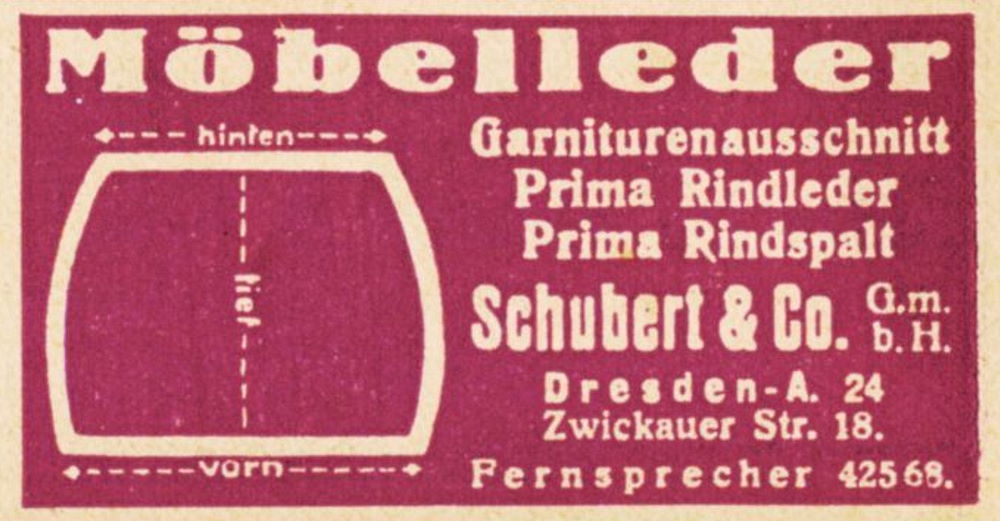 Möbelleder
hinten
tief
vorn
Garniturenausschnitt
Prima Rindleder
Prima Rindspalt
Schubert & Co. G.m.
b.H.
Dresden-A. 24
Zwickauer Str. 18.
Fernsprecher 42568.